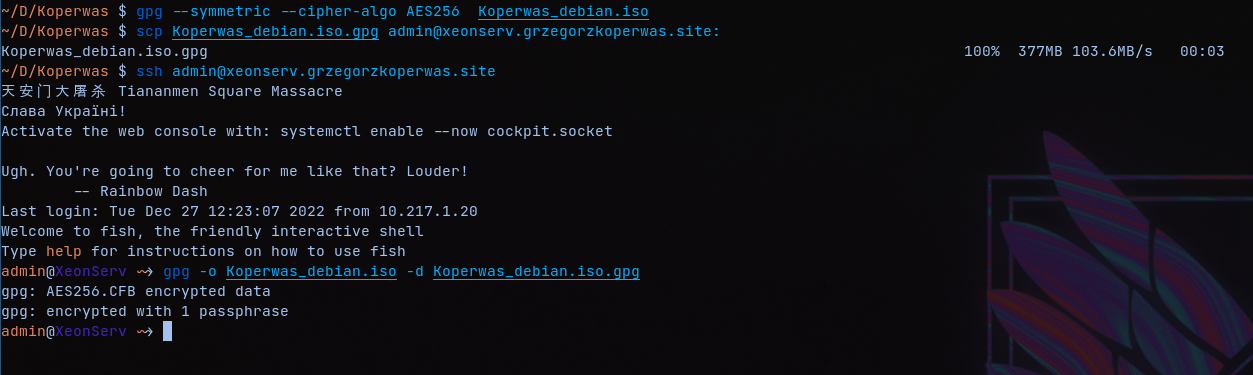 ~/D/Koperwas $ gpg --symmetric --cipher-algo AES256  Koperwas_debian.iso
~/D/Koperwas $ scp Koperwas_debian.iso.gpg admin@xeonserv.grzegorzkoperwas.site:
Koperwas_debian.iso.gpg 100% 377MB 103.6MB/s 00:03
~/D/Koperwas $ ssh admin@xeonserv.grzegorzkoperwas.site
天安门大屠杀 Tiananmen Square Massacre
Слава Україні!
Activate the web console with: systemctl enable --now cockpit.socket
Ugh. You're going to cheer for me like that? Louder!
-- Rainbow Dash
Last login: Tue Dec 27 12:23:07 2022 from 10.217.1.20
Welcome to fish, the friendly interactive shell
Type help for instructions on how to use fish
admin@XeonServ ~> gpg -o Koperwas_debian.iso -d Koperwas_debian.iso.gpg
gpg: AES256.CFB encrypted data
gpg: encrypted with 1 passphrase
admin@XeonServ ~>